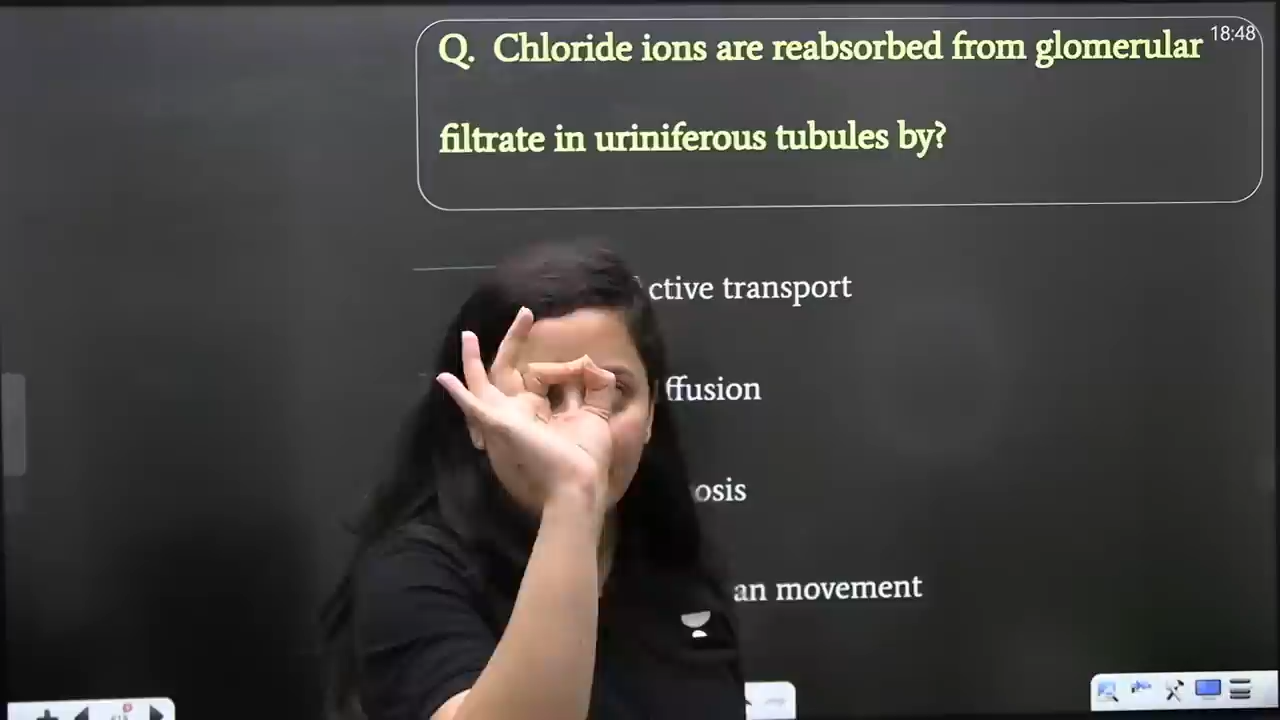 18:48
Q. Chloride ions are reabsorbed from glomerular
filtrate in uriniferous tubules by?
ctive transport
ffusion
osis
an movement